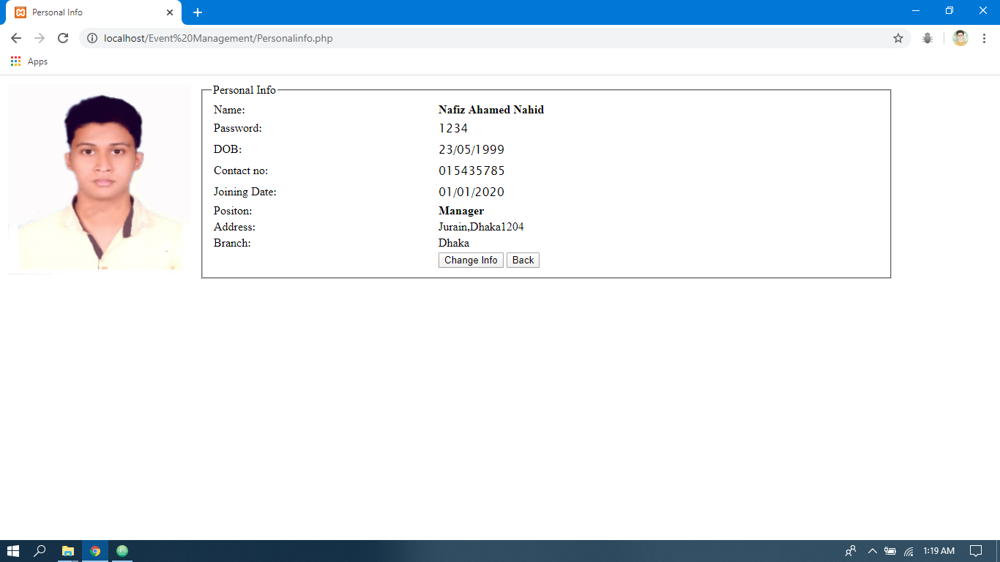 Personal Info
localhost/Event%20Management/Personalinfo.php
Apps
Personal Info
Name: Nafiz Ahamed Nahid
Password: 1234
DOB: 23/05/1999
Contact no: 015435785
Joining Date: 01/01/2020
Positon: Manager
Address: Jurain,Dhaka1204
Branch: Dhaka
Change Info Back
1:19 AM